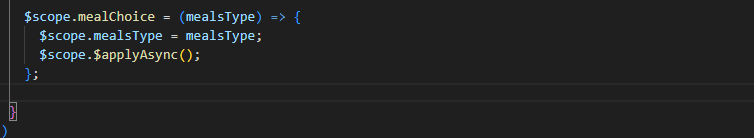 $scope.mealChoice = (mealsType) => {
$scope.mealsType = mealsType;
$scope.$applyAsync();
};
}
)